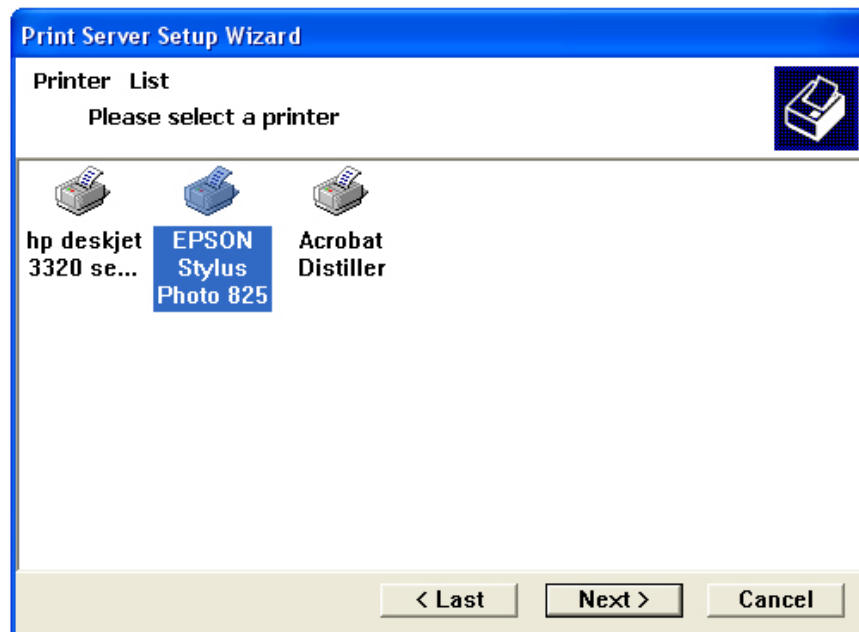 Print Server Setup Wizard
Printer List
Please select a printer
hp deskjet
3320 se...
EPSON
Stylus
Photo 825
Acrobat
Distiller
< Last
Next >
Cancel